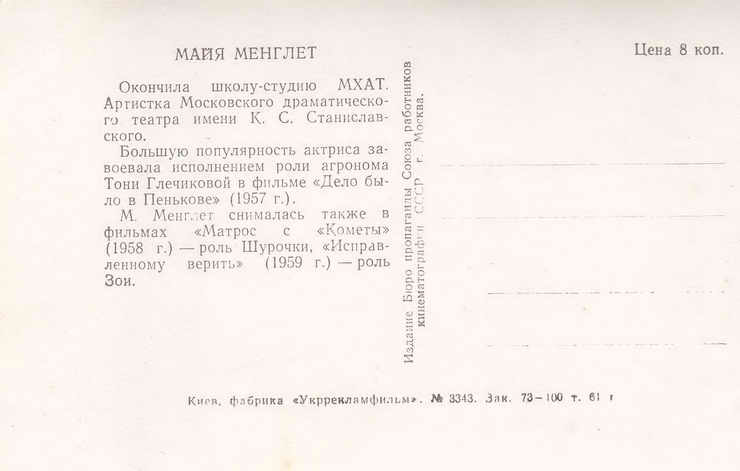 МАЙЯ МЕНГЛЕТ
Окончила школу-студию МХАТ.
Артистка Московского драматическо-
го театра имени К. С. Станислав-
ского.
Большую популярность актриса за-
воевала исполнением роли агронома
Тони Глечиковой в фильме «Дело бы-
ло в Пенькове» (1957 г.).
М. Менглет снималась также в
фильмах «Матрос с «Кометы»
(1958 г.) — роль Шурочки, «Исправ-
ленному верить» (1959 г.) — роль
Зои.
Издание Бюро пропаганды Союза работников
кинематографии СССР г. Москва.
Цена 8 коп.
Киев, фабрика «Укррекламфильм». № 3343. Зак. 73—100 т. 61 г